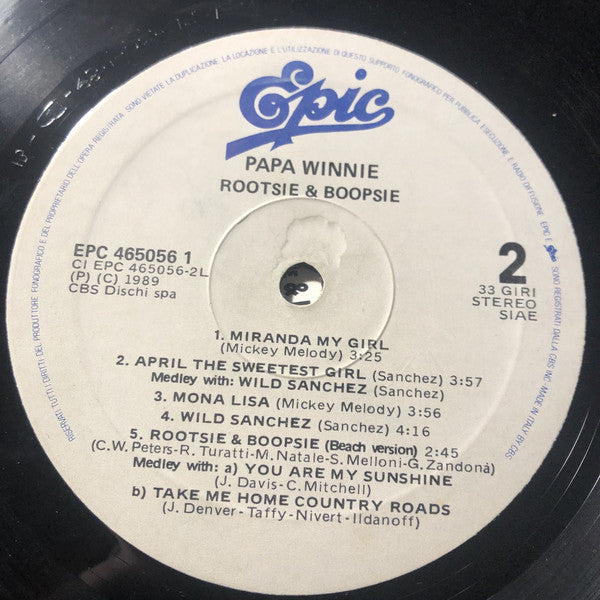 RISERVATI TUTTI I DIRITTI DEL PRODUTTORE FONOGRAFICO E DEL PROPRIETARIO DELL'OPERA REGISTRATA. SONO VIETATE LA DUPLICAZIONE, LA LOCAZIONE E L'UTILIZZAZIONE DI QUESTO SUPPORTO FONOGRAFICO PER PUBBLICA ESECUZIONE E RADIO DIFFUSIONE. EPIC E Epic SONO REGISTRATI DALLA CBS INC. - MADE IN ITALY BY CBS
Epic
PAPA WINNIE
ROOTSIE & BOOPSIE
EPC 465056 1
CI EPC 465056-2L
(P) (C) 1989
CBS Dischi spa
2
33 GIRI
STEREO
SIAE
1. MIRANDA MY GIRL
(Mickey Melody) 3:25
2. APRIL THE SWEETEST GIRL (Sanchez) 3:57
Medley with: WILD SANCHEZ (Sanchez)
3. MONA LISA (Mickey Melody) 3:56
4. WILD SANCHEZ (Sanchez) 4:16
5. ROOTSIE & BOOPSIE (Beach version) 2:45
(C.W. Peters-R. Turatti-M. Natale-S. Melloni-G. Zandonà)
Medley with: a) YOU ARE MY SUNSHINE
(J. Davis-C. Mitchell)
b) TAKE ME HOME COUNTRY ROADS
(J. Denver-Taffy-Nivert-Ildanoff)